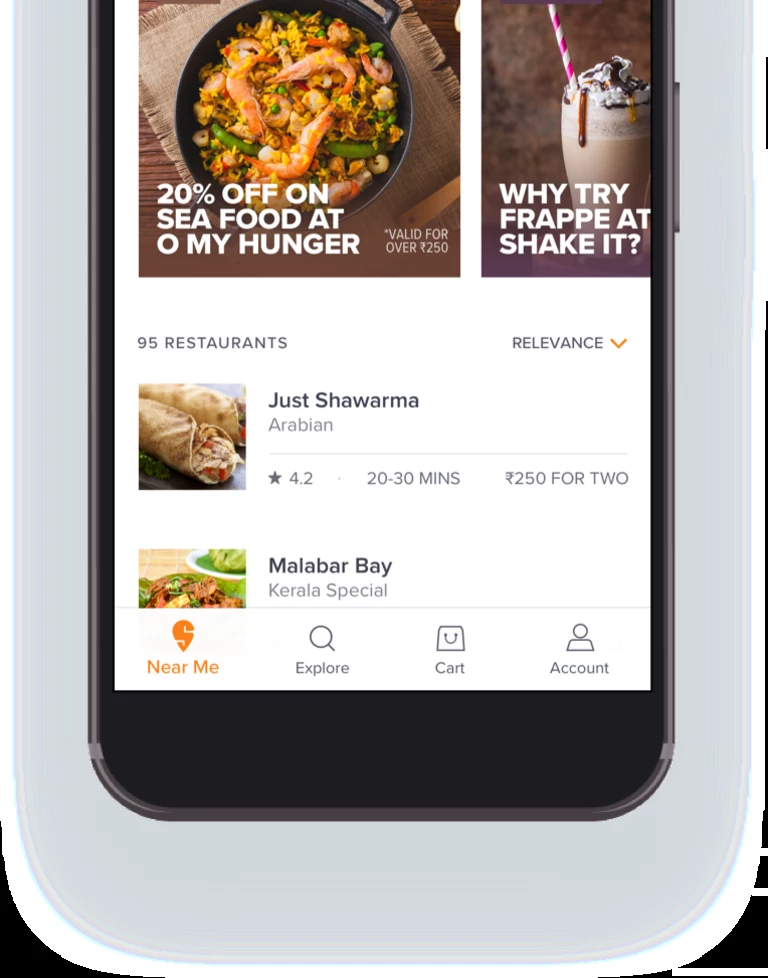 20% OFF ON
SEA FOOD AT
O MY HUNGER
*VALID FOR
OVER ₹250
WHY TRY
FRAPPE AT
SHAKE IT?
95 RESTAURANTS
RELEVANCE
Just Shawarma
Arabian
★ 4.2 · 20-30 MINS ₹250 FOR TWO
Malabar Bay
Kerala Special
Near Me
Explore
Cart
Account